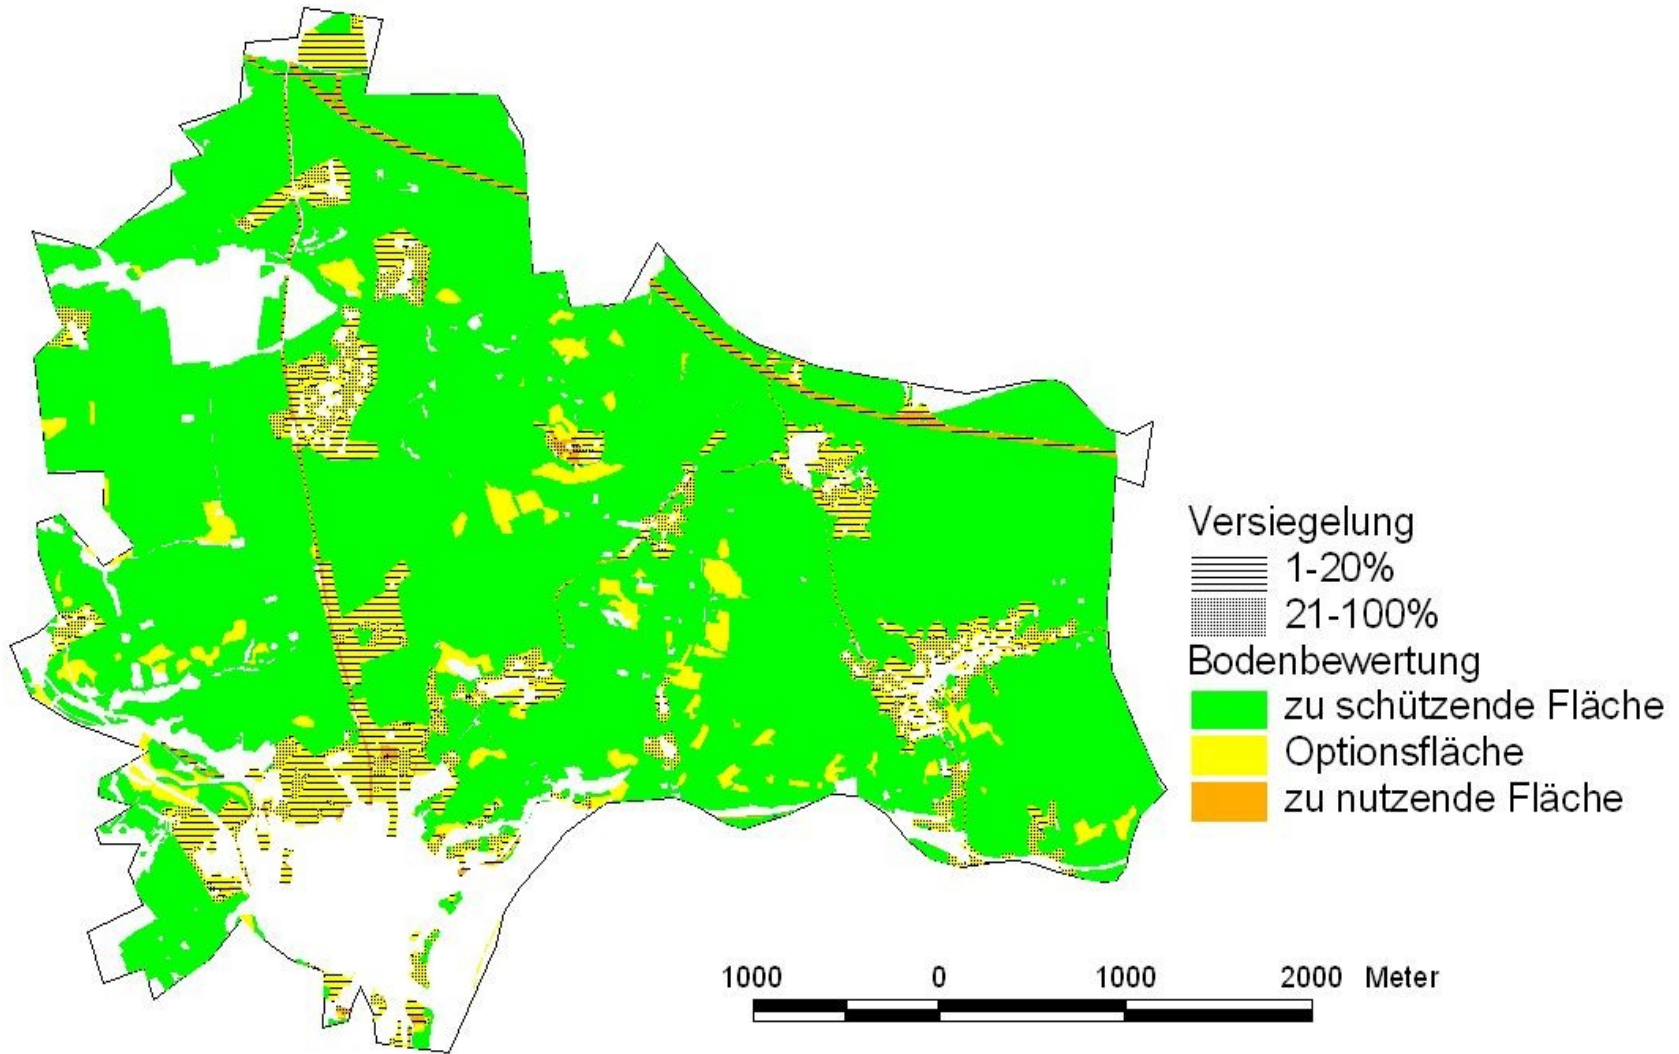 Versiegelung
1-20%
21-100%
Bodenbewertung
zu schützende Fläche
Optionsfläche
zu nutzende Fläche
1000 0 1000 2000 Meter